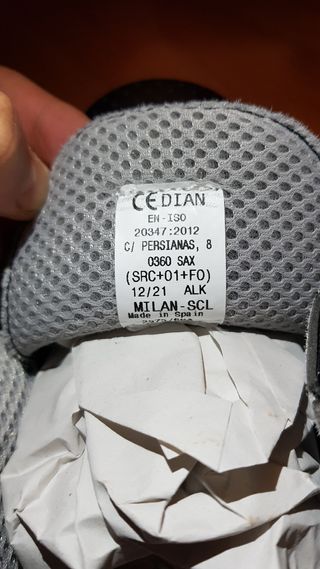 CE DIAN
EN-ISO
20347:2012
C/ PERSIANAS, 8
0360 SAX
(SRC+O1+FO)
12/21 ALK
MILAN-SCL
Made in Spain